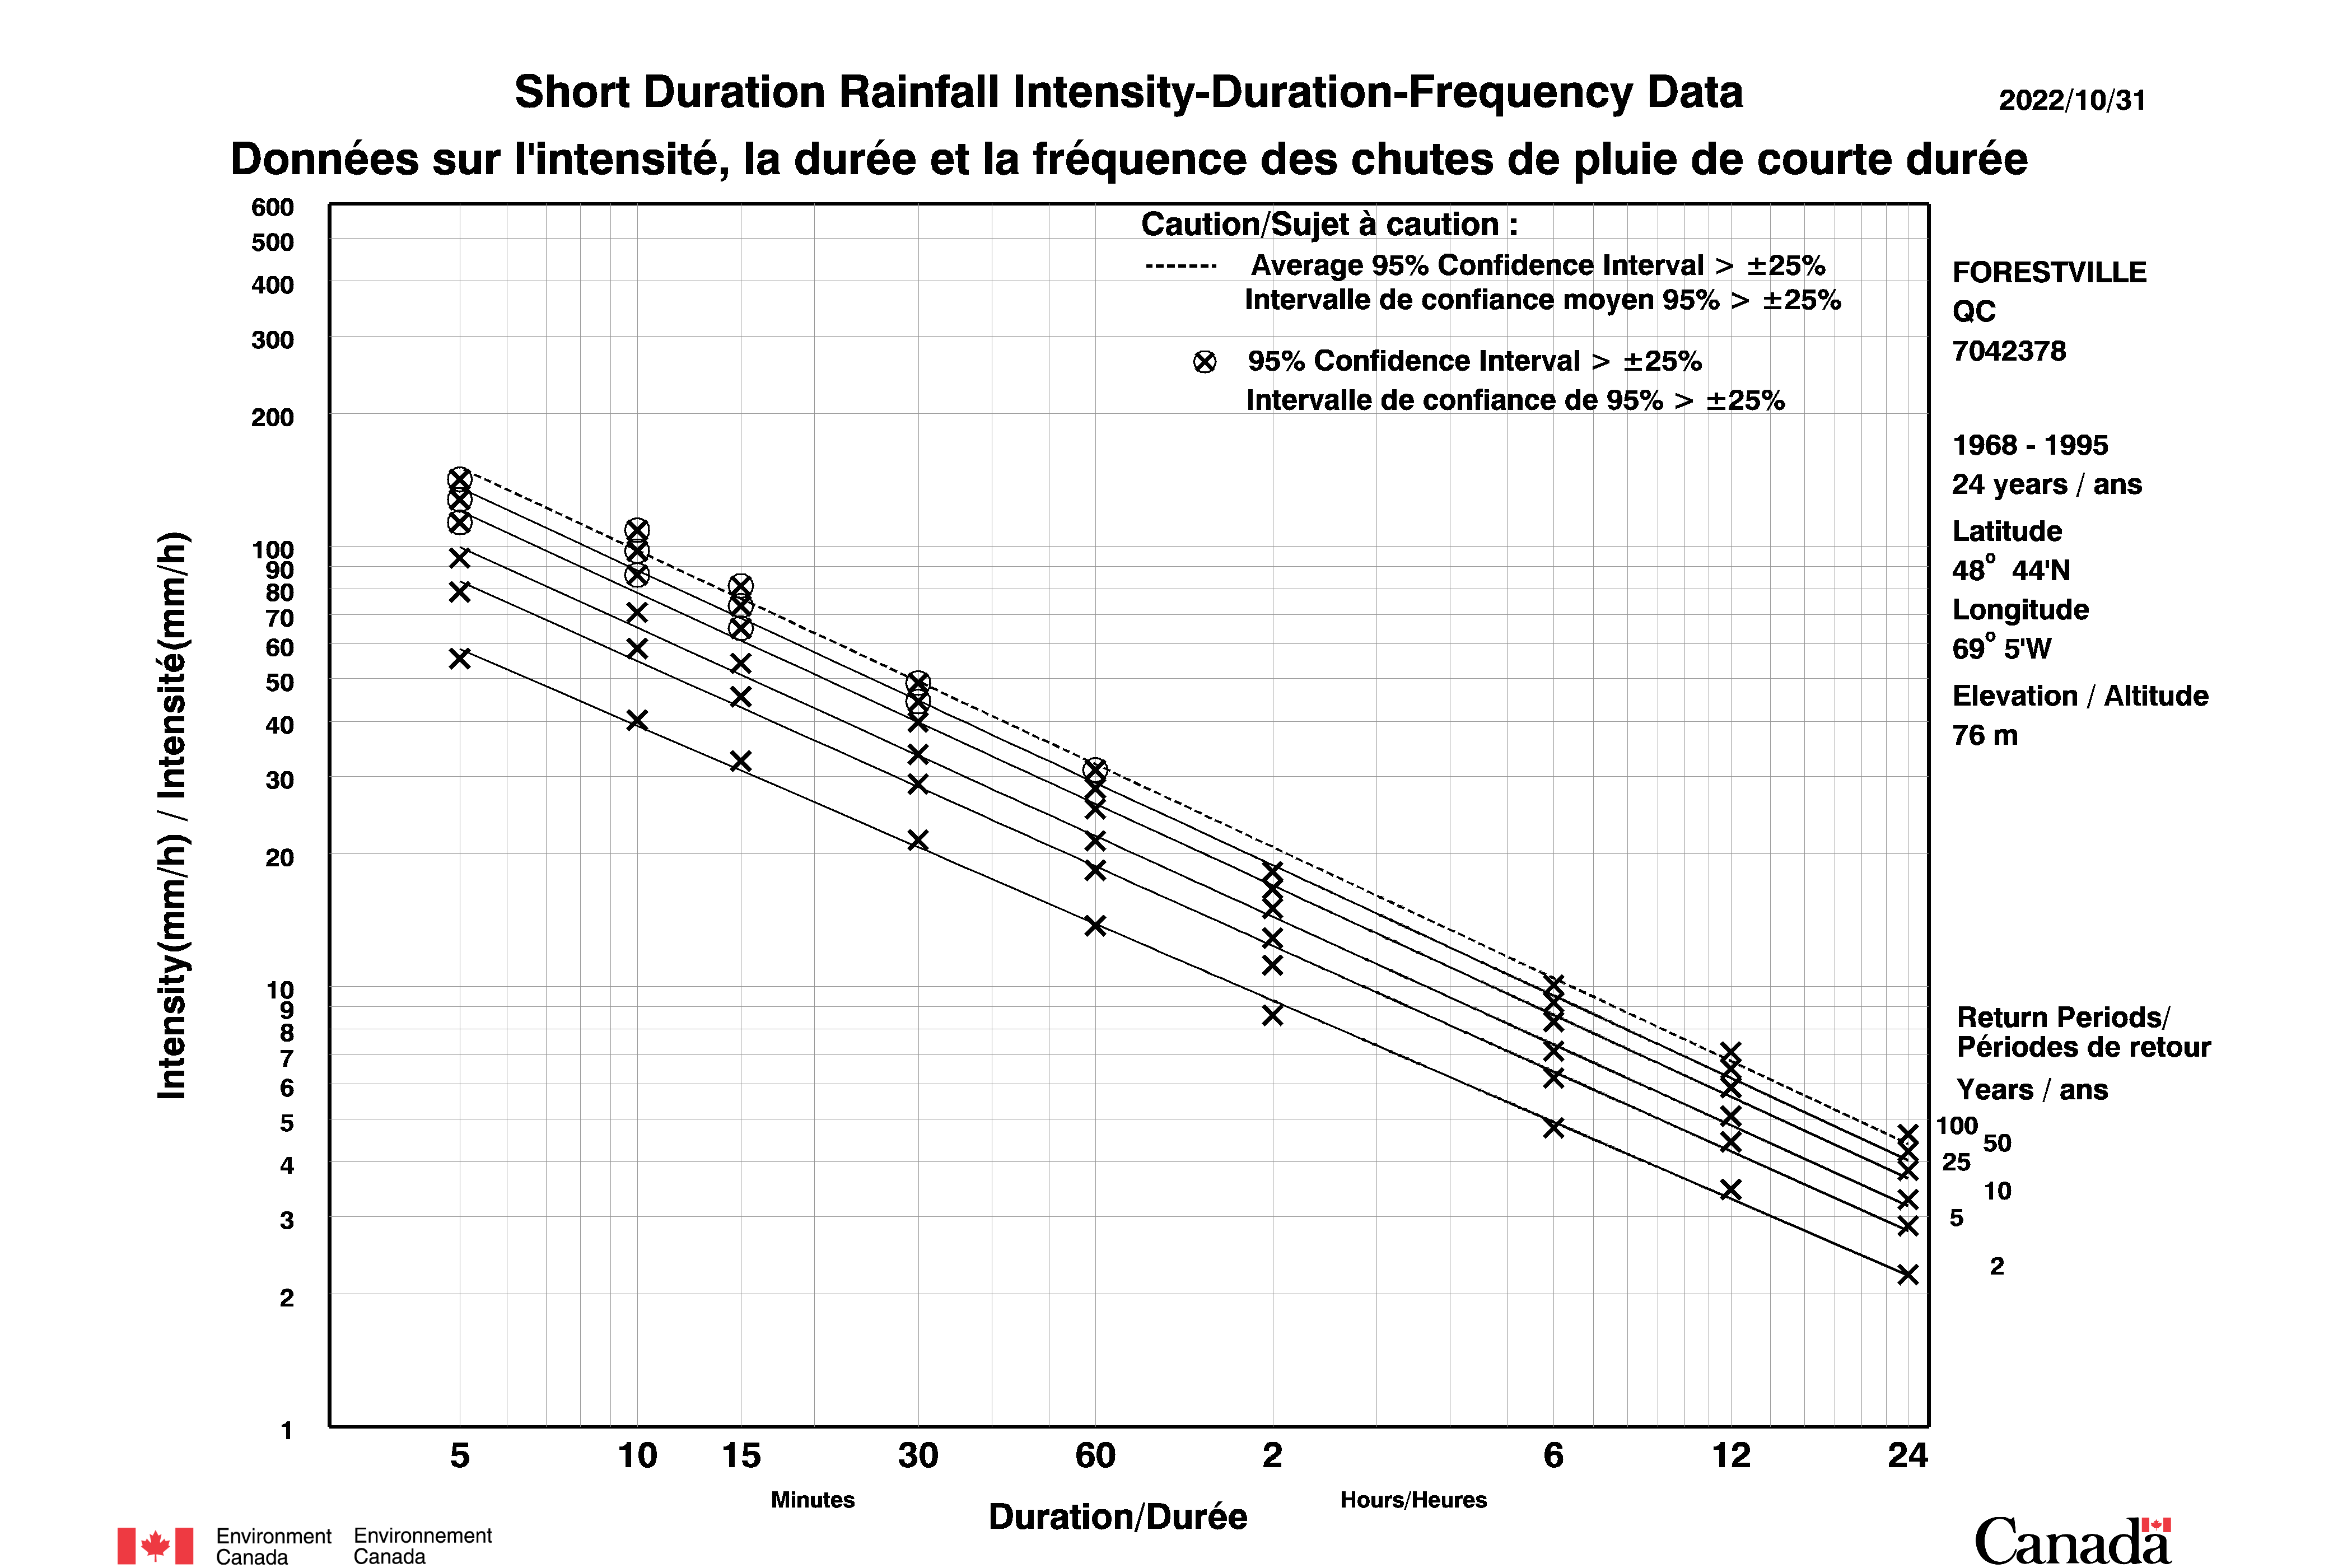 Short Duration Rainfall Intensity-Duration-Frequency Data
2022/10/31
Données sur l'intensité, la durée et la fréquence des chutes de pluie de courte durée
Caution/Sujet à caution :
Average 95% Confidence Interval > ±25%
Intervalle de confiance moyen 95% > ±25%
95% Confidence Interval > ±25%
Intervalle de confiance de 95% > ±25%
FORESTVILLE
QC
7042378
1968 - 1995
24 years / ans
Latitude
48° 44'N
Longitude
69° 5'W
Elevation / Altitude
76 m
Return Periods/
Périodes de retour
Years / ans
100
50
25
10
5
2
Intensity(mm/h) / Intensité(mm/h)
600
500
400
300
200
100
90
80
70
60
50
40
30
20
10
9
8
7
6
5
4
3
2
1
5 10 15 30 60 2 6 12 24
Minutes
Hours/Heures
Duration/Durée
Environment Canada
Environnement Canada
Canada